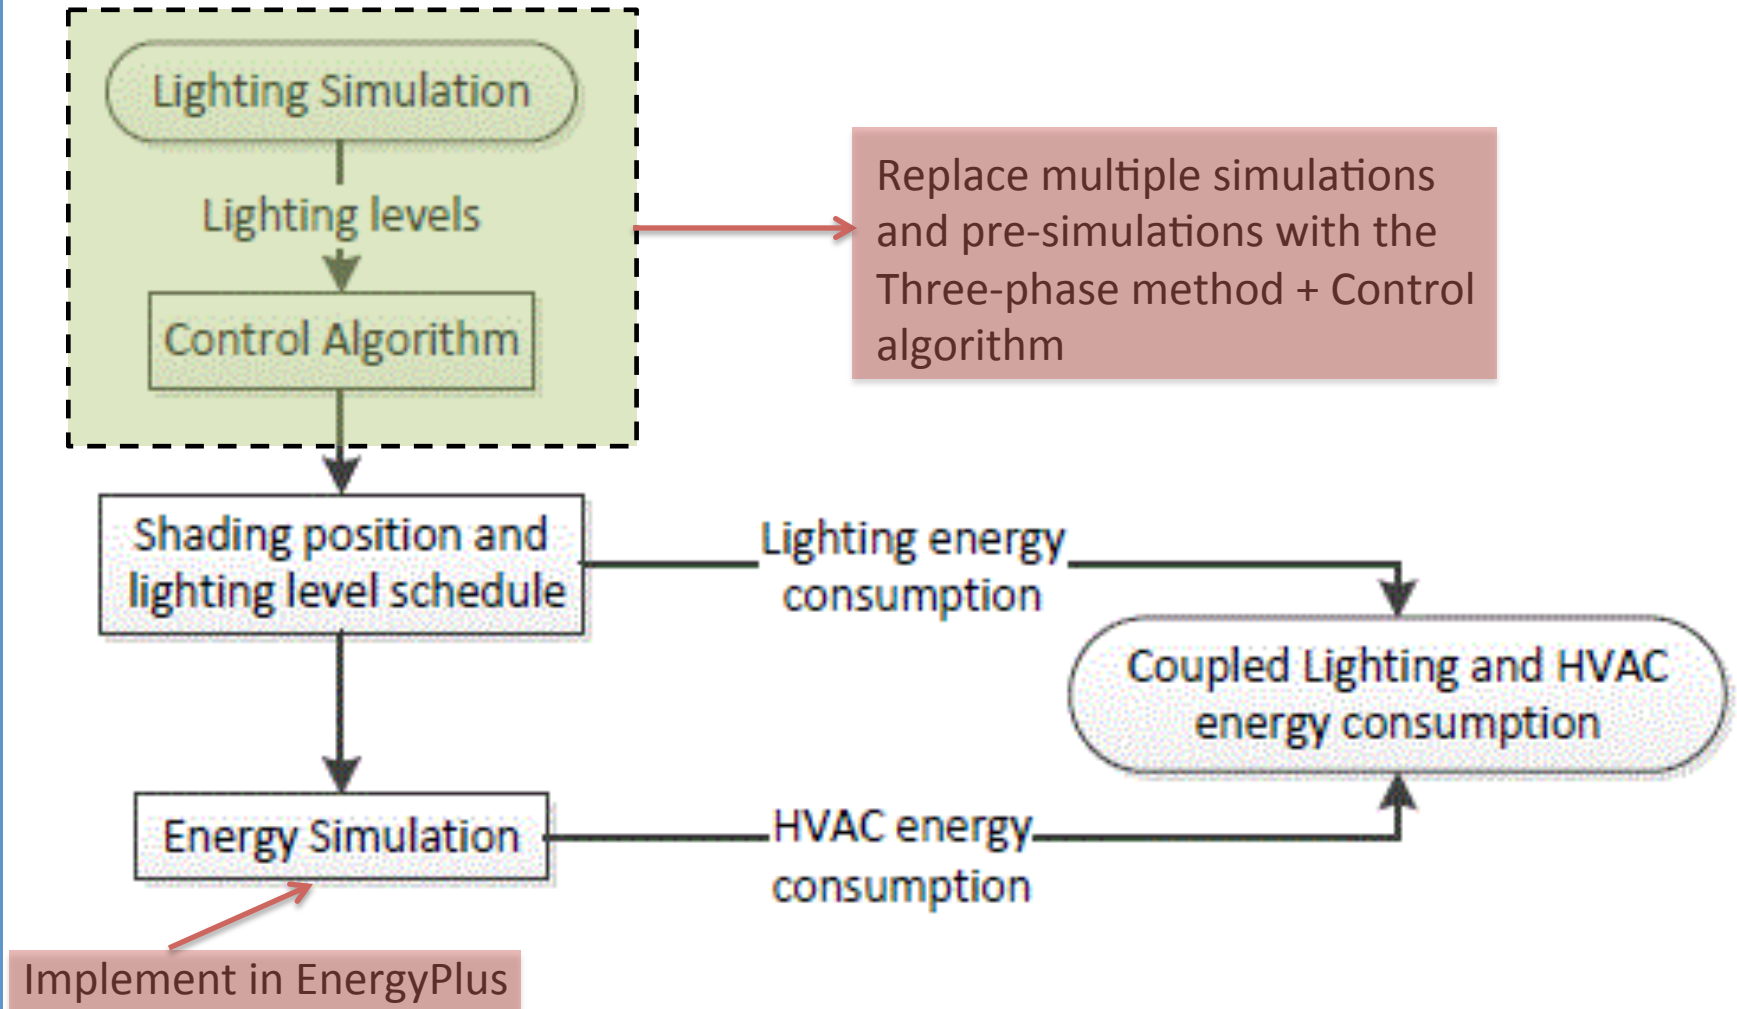 Lighting Simulation
Lighting levels
Control Algorithm
Replace multiple simulations
and pre-simulations with the
Three-phase method + Control
algorithm
Shading position and
lighting level schedule
Lighting energy
consumption
Coupled Lighting and HVAC
energy consumption
Energy Simulation
HVAC energy
consumption
Implement in EnergyPlus